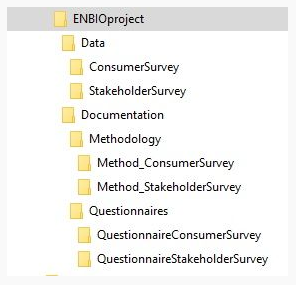 ENBIOproject
Data
ConsumerSurvey
StakeholderSurvey
Documentation
Methodology
Method_ConsumerSurvey
Method_StakeholderSurvey
Questionnaires
QuestionnaireConsumerSurvey
QuestionnaireStakeholderSurvey